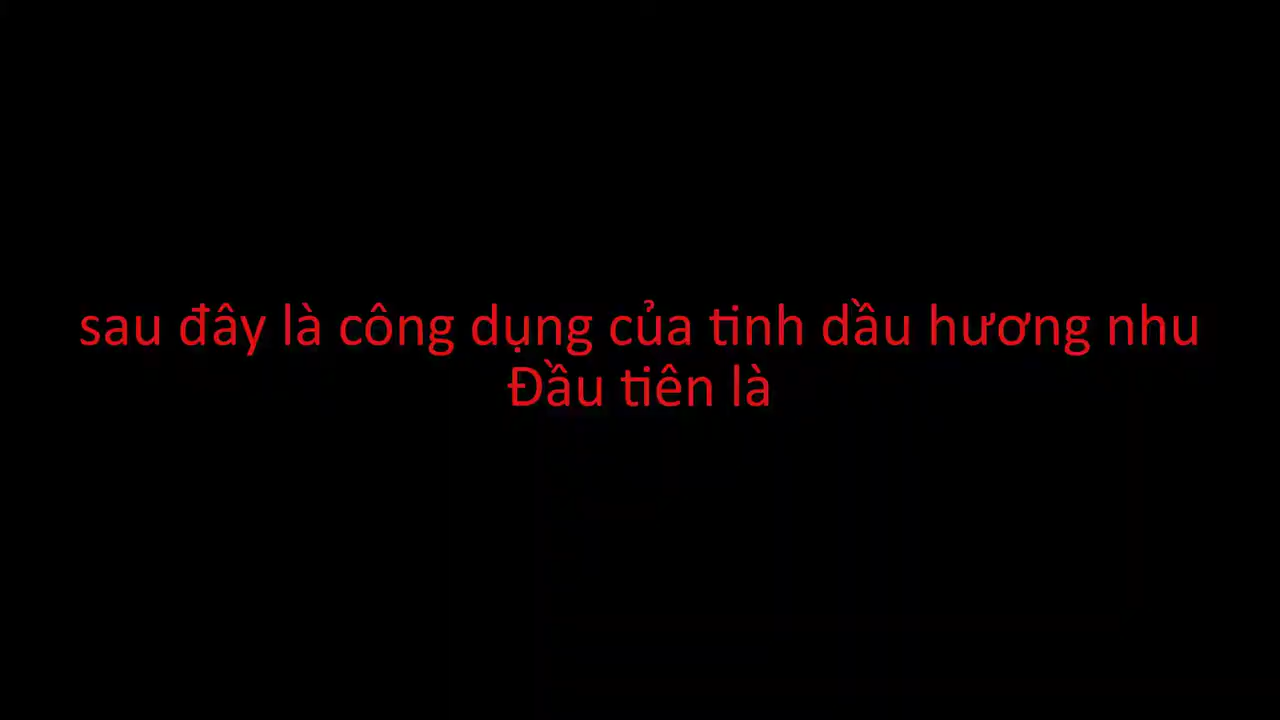 sau đây là công dụng của tinh dầu hương nhu
Đầu tiên là